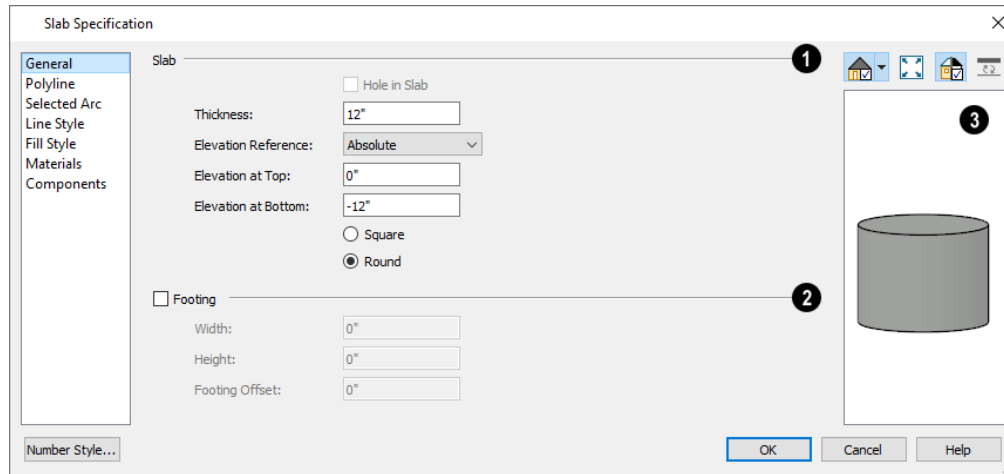 Slab Specification
General
Polyline
Selected Arc
Line Style
Fill Style
Materials
Components
Number Style...
Slab
1
Hole in Slab
Thickness: 12"
Elevation Reference: Absolute
Elevation at Top: 0"
Elevation at Bottom: -12"
Square
Round
Footing
2
Width: 0"
Height: 0"
Footing Offset: 0"
3
OK Cancel Help